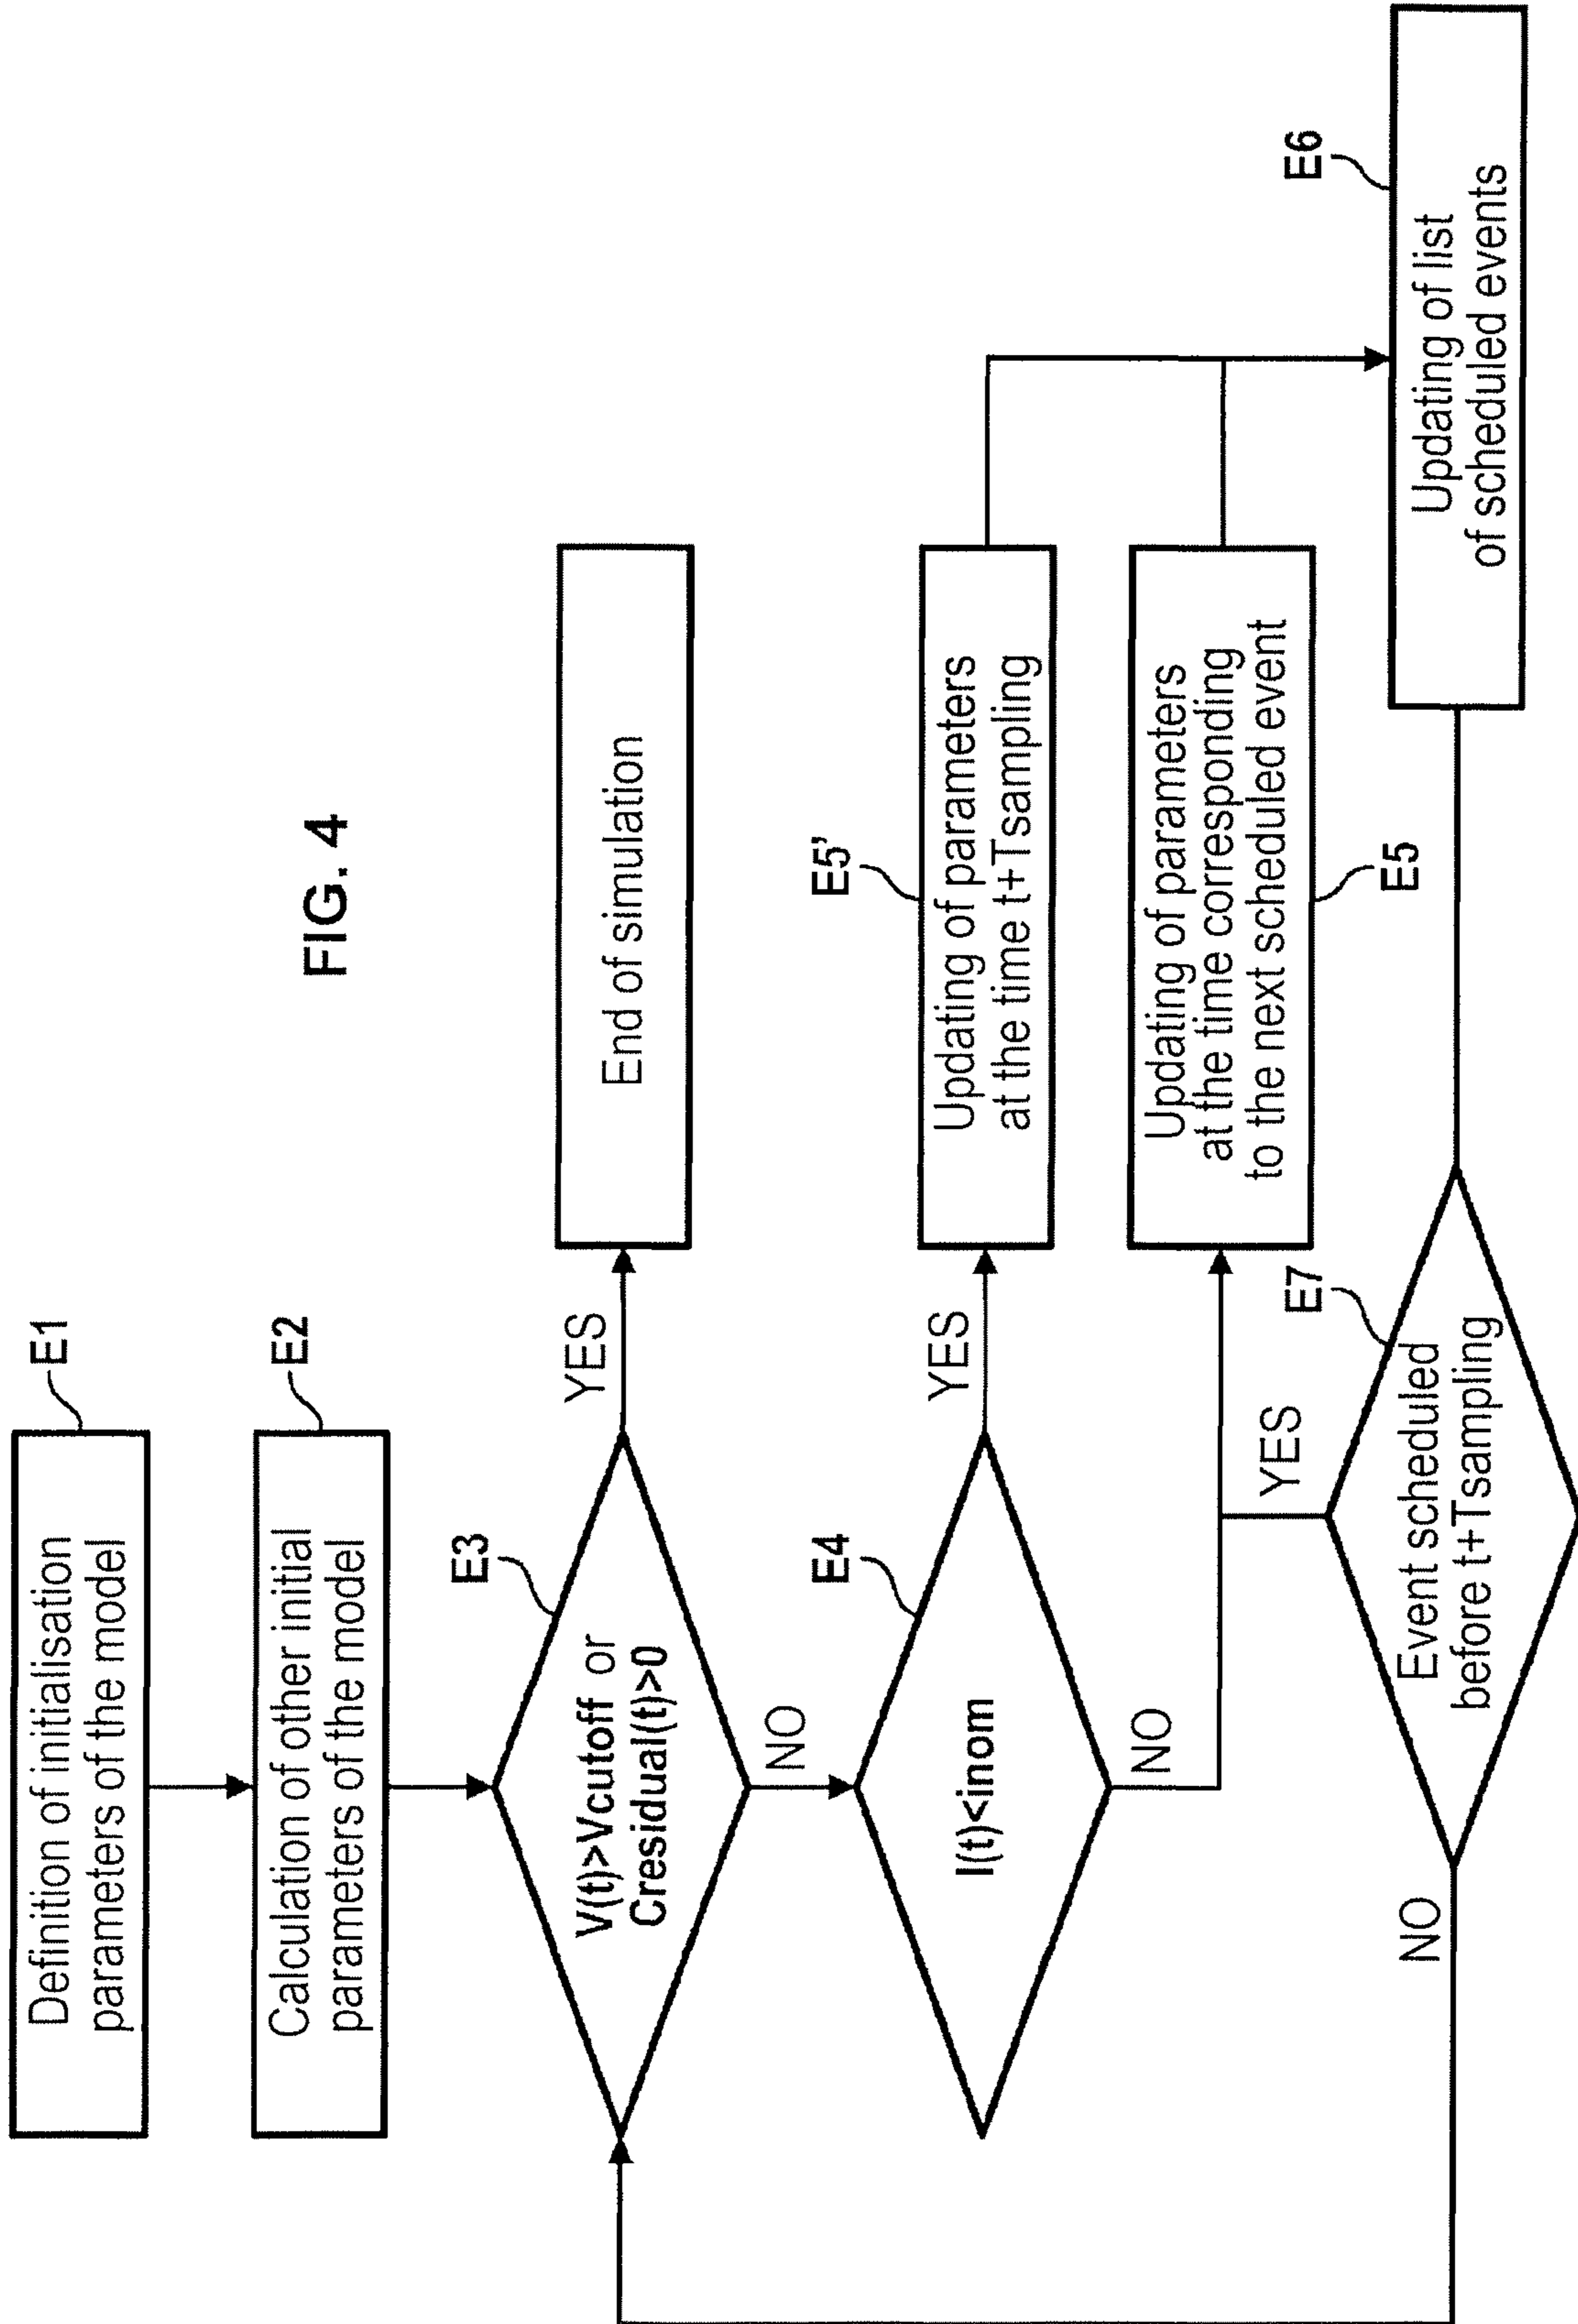 FIG. 4
Definition of initialisation
parameters of the model
E1
Calculation of other initial
parameters of the model
E2
E3
V(t)>Vcutoff or
Cresidual(t)>0
YES
End of simulation
NO
E4
I(t)<inom
YES
E5'
Updating of parameters
at the time t+Tsampling
NO
Updating of parameters
at the time corresponding
to the next scheduled event
E5
YES
E7
Event scheduled
before t+Tsampling
NO
E6
Updating of list
of scheduled events